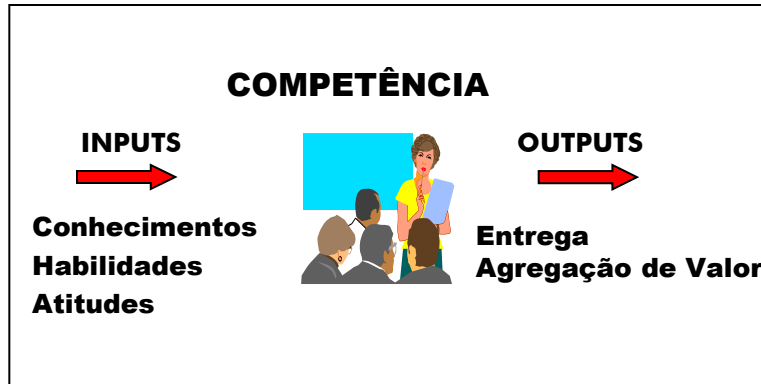 COMPETÊNCIA
INPUTS
Conhecimentos
Habilidades
Atitudes
OUTPUTS
Entrega
Agregação de Valor